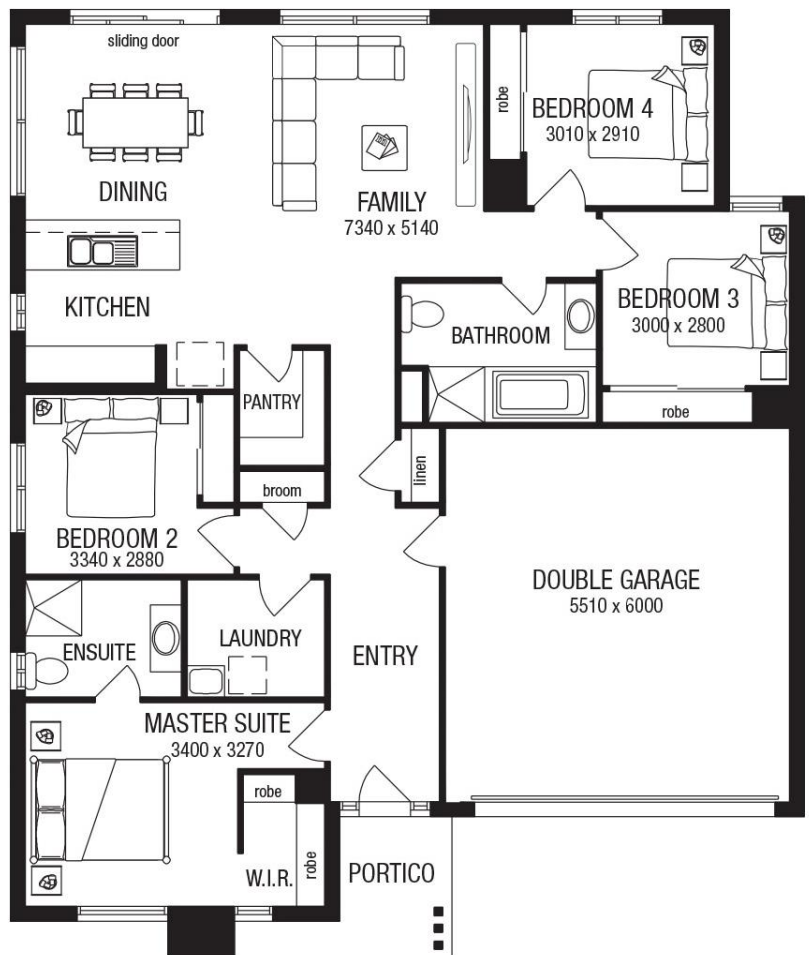 sliding door
robe
BEDROOM 4
3010 x 2910
DINING
FAMILY
7340 x 5140
KITCHEN
BATHROOM
BEDROOM 3
3000 x 2800
PANTRY
robe
linen
broom
BEDROOM 2
3340 x 2880
DOUBLE GARAGE
5510 x 6000
ENSUITE
LAUNDRY
ENTRY
MASTER SUITE
3400 x 3270
robe
robe
W.I.R.
PORTICO